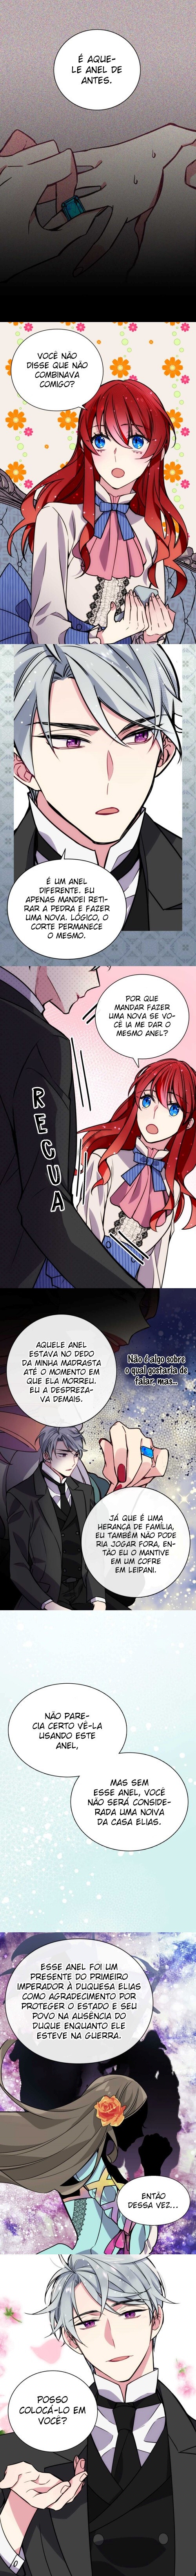 É AQUE-
LE ANEL DE
ANTES.
VOCÊ NÃO
DISSE QUE NÃO
COMBINAVA
COMIGO?
É UM ANEL
DIFERENTE. EU
APENAS MANDEI RETI-
RAR A PEDRA E FAZER
UMA NOVA. LÓGICO, O
CORTE PERMANECE
O MESMO.
POR QUE
MANDAR FAZER
UMA NOVA SE VO-
CÊ IA ME DAR O
MESMO ANEL?
RECUA
AQUELE ANEL
ESTAVA NO DEDO
DA MINHA MADRASTA
ATÉ O MOMENTO EM
QUE ELA MORREU.
EU A DESPREZA-
VA DEMAIS.
Não é algo sobre
o qual gostaria de
falar, mas...
JÁ QUE É UMA
HERANÇA DE FAMÍLIA,
EU TAMBÉM NÃO PODE
RIA JOGAR FORA, EN-
TÃO EU O MANTIVE
EM UM COFRE
EM LEIPANI.
NÃO PARE-
CIA CERTO VÊ-LA
USANDO ESTE
ANEL,
MAS SEM
ESSE ANEL, VOCÊ
NÃO SERÁ CONSIDE-
RADA UMA NOIVA
DA CASA ELIAS.
ESSE ANEL FOI UM
PRESENTE DO PRIMEIRO
IMPERADOR À DUQUESA ELIAS
COMO AGRADECIMENTO POR
PROTEGER O ESTADO E SEU
POVO NA AUSÊNCIA DO
DUQUE ENQUANTO ELE
ESTEVE NA GUERRA.
ENTÃO
DESSA VEZ...
POSSO
COLOCÁ-LO EM
VOCÊ?